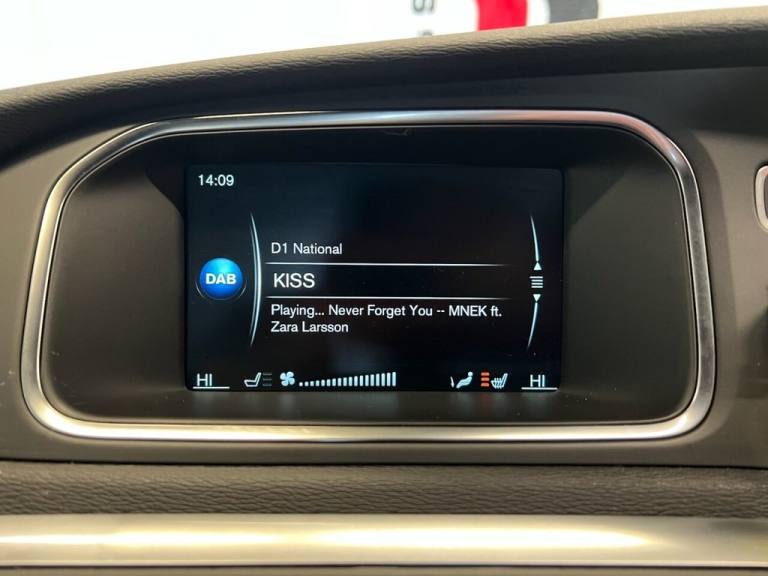 14:09
D1 National
DAB
KISS
Playing... Never Forget You -- MNEK ft.
Zara Larsson
HI
HI